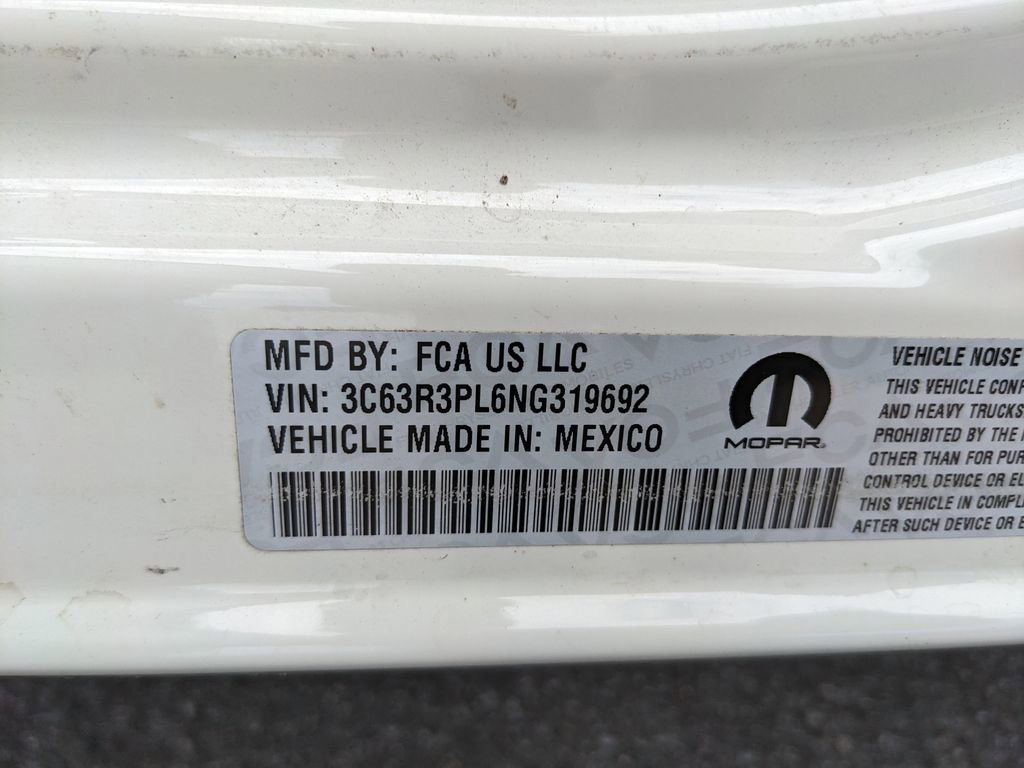 MFD BY: FCA US LLC
VIN: 3C63R3PL6NG319692
VEHICLE MADE IN: MEXICO
MOPAR
VEHICLE NOISE
THIS VEHICLE CONF
AND HEAVY TRUCKS
PROHIBITED BY THE
OTHER THAN FOR PUR
CONTROL DEVICE OR EL
THIS VEHICLE IN COMPL
AFTER SUCH DEVICE OR E